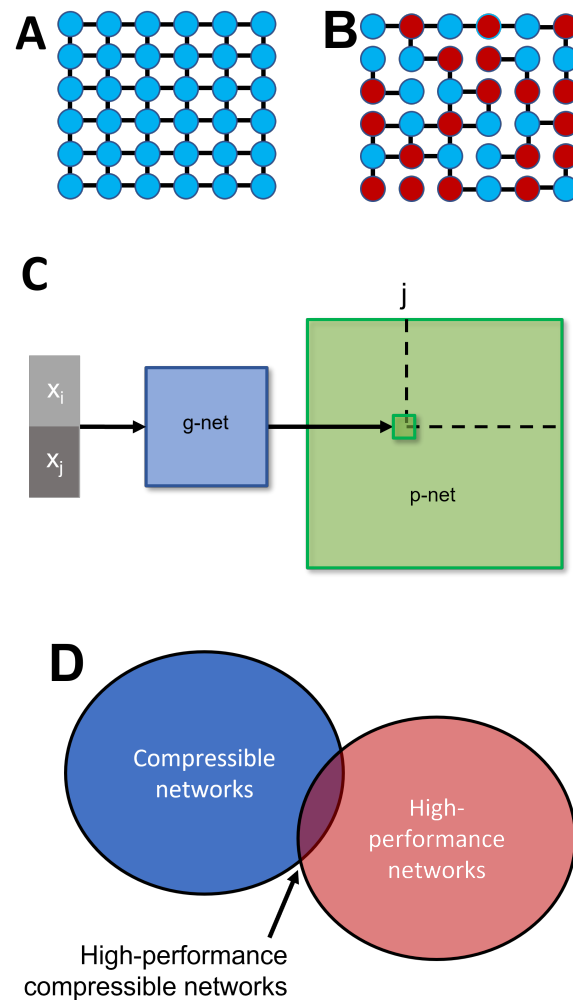 A
B
C
j
xi
g-net
xj
p-net
D
Compressible
networks
High-
performance
networks
High-performance
compressible networks